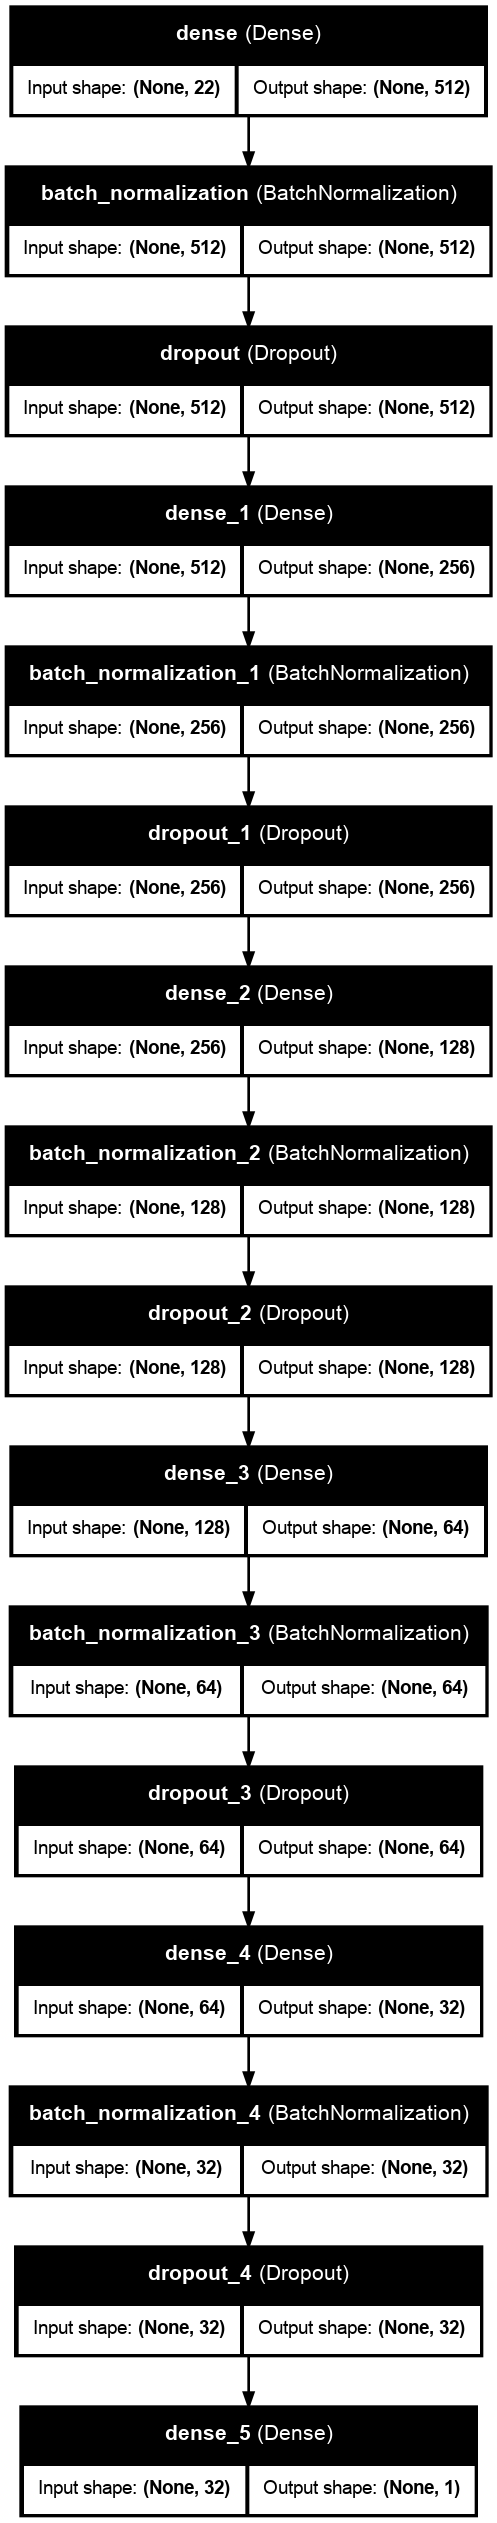 dense (Dense)
Input shape: (None, 22) Output shape: (None, 512)
batch_normalization (BatchNormalization)
Input shape: (None, 512) Output shape: (None, 512)
dropout (Dropout)
Input shape: (None, 512) Output shape: (None, 512)
dense_1 (Dense)
Input shape: (None, 512) Output shape: (None, 256)
batch_normalization_1 (BatchNormalization)
Input shape: (None, 256) Output shape: (None, 256)
dropout_1 (Dropout)
Input shape: (None, 256) Output shape: (None, 256)
dense_2 (Dense)
Input shape: (None, 256) Output shape: (None, 128)
batch_normalization_2 (BatchNormalization)
Input shape: (None, 128) Output shape: (None, 128)
dropout_2 (Dropout)
Input shape: (None, 128) Output shape: (None, 128)
dense_3 (Dense)
Input shape: (None, 128) Output shape: (None, 64)
batch_normalization_3 (BatchNormalization)
Input shape: (None, 64) Output shape: (None, 64)
dropout_3 (Dropout)
Input shape: (None, 64) Output shape: (None, 64)
dense_4 (Dense)
Input shape: (None, 64) Output shape: (None, 32)
batch_normalization_4 (BatchNormalization)
Input shape: (None, 32) Output shape: (None, 32)
dropout_4 (Dropout)
Input shape: (None, 32) Output shape: (None, 32)
dense_5 (Dense)
Input shape: (None, 32) Output shape: (None, 1)